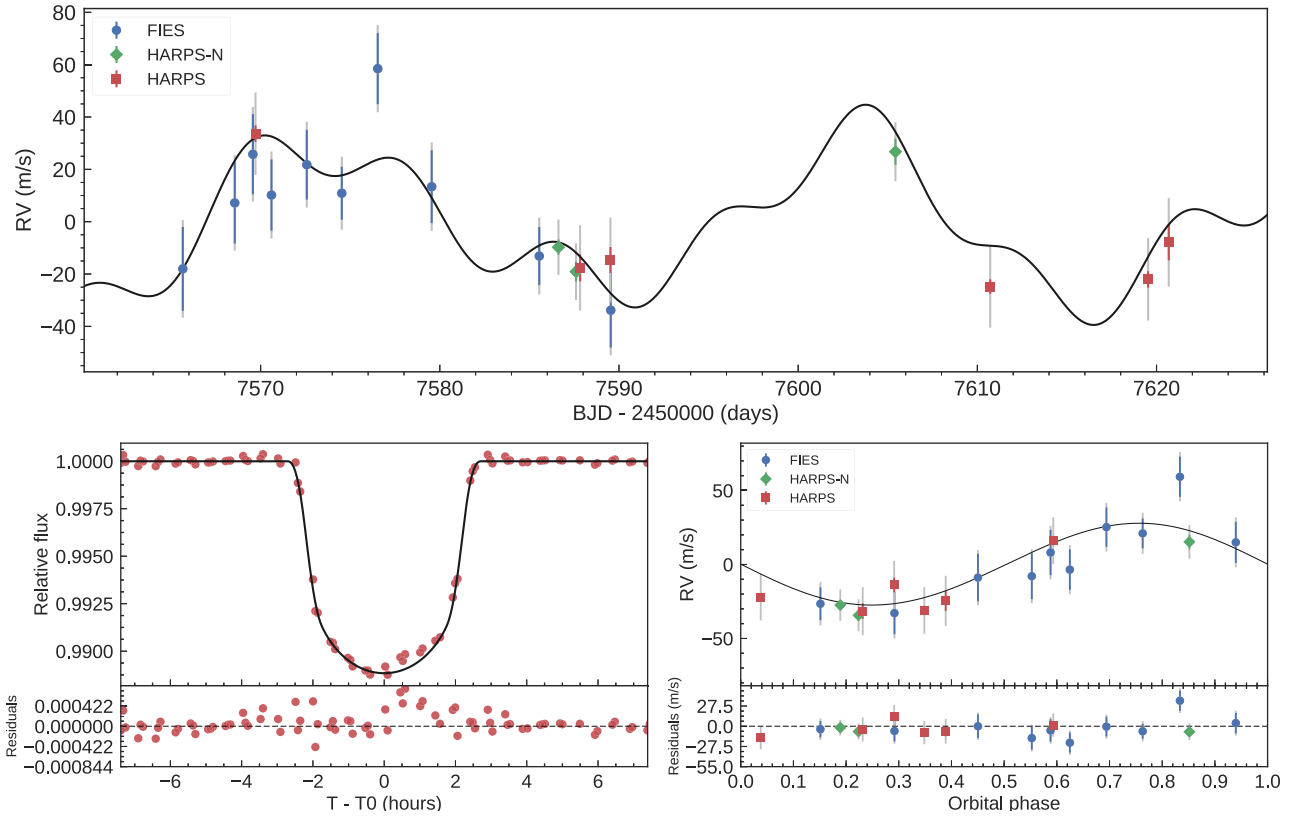 80
60
40
20
0
−20
−40
RV (m/s)
FIES
HARPS-N
HARPS
7570 7580 7590 7600 7610 7620
BJD - 2450000 (days)
1.0000
0.9975
0.9950
0.9925
0.9900
Relative flux
0.0000422
0.0000000
−0.0000422
−0.0000844
Residuals
−6 −4 −2 0 2 4 6
T - T0 (hours)
50
0
−50
RV (m/s)
FIES
HARPS-N
HARPS
27.5
0.0
−27.5
−55.0
Residuals (m/s)
0.0 0.1 0.2 0.3 0.4 0.5 0.6 0.7 0.8 0.9 1.0
Orbital phase